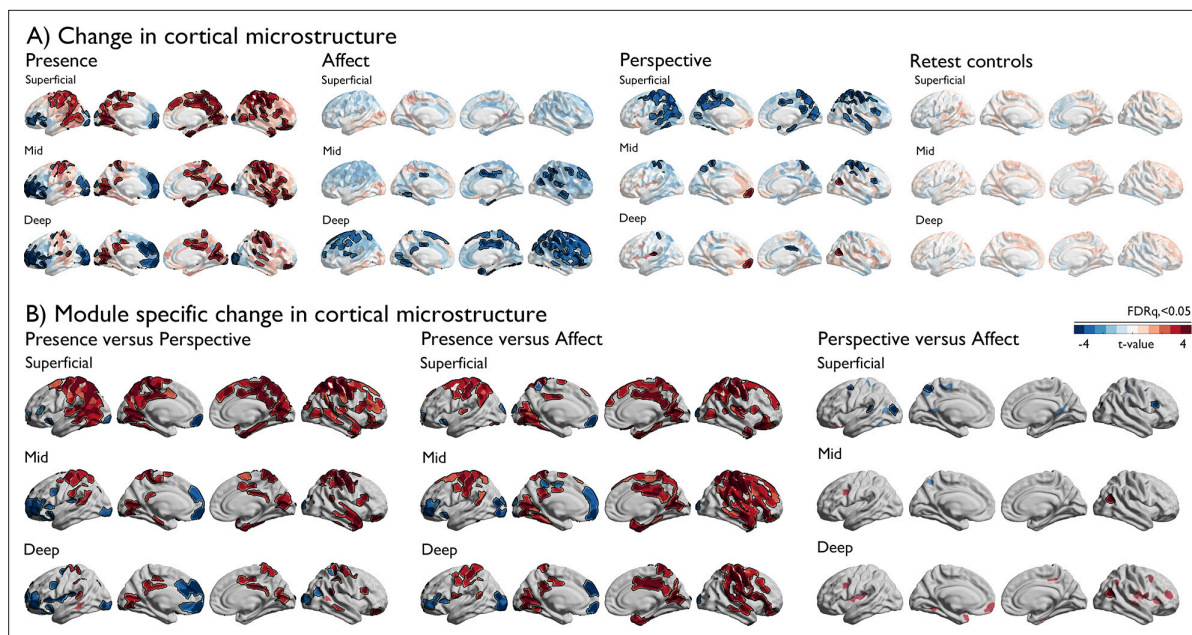 A) Change in cortical microstructure
Presence
Affect
Perspective
Retest controls
Superficial
Superficial
Superficial
Superficial
Mid
Mid
Mid
Mid
Deep
Deep
Deep
Deep
B) Module specific change in cortical microstructure
FDRq,<0.05
-4 t-value 4
Presence versus Perspective
Presence versus Affect
Perspective versus Affect
Superficial
Superficial
Superficial
Mid
Mid
Mid
Deep
Deep
Deep